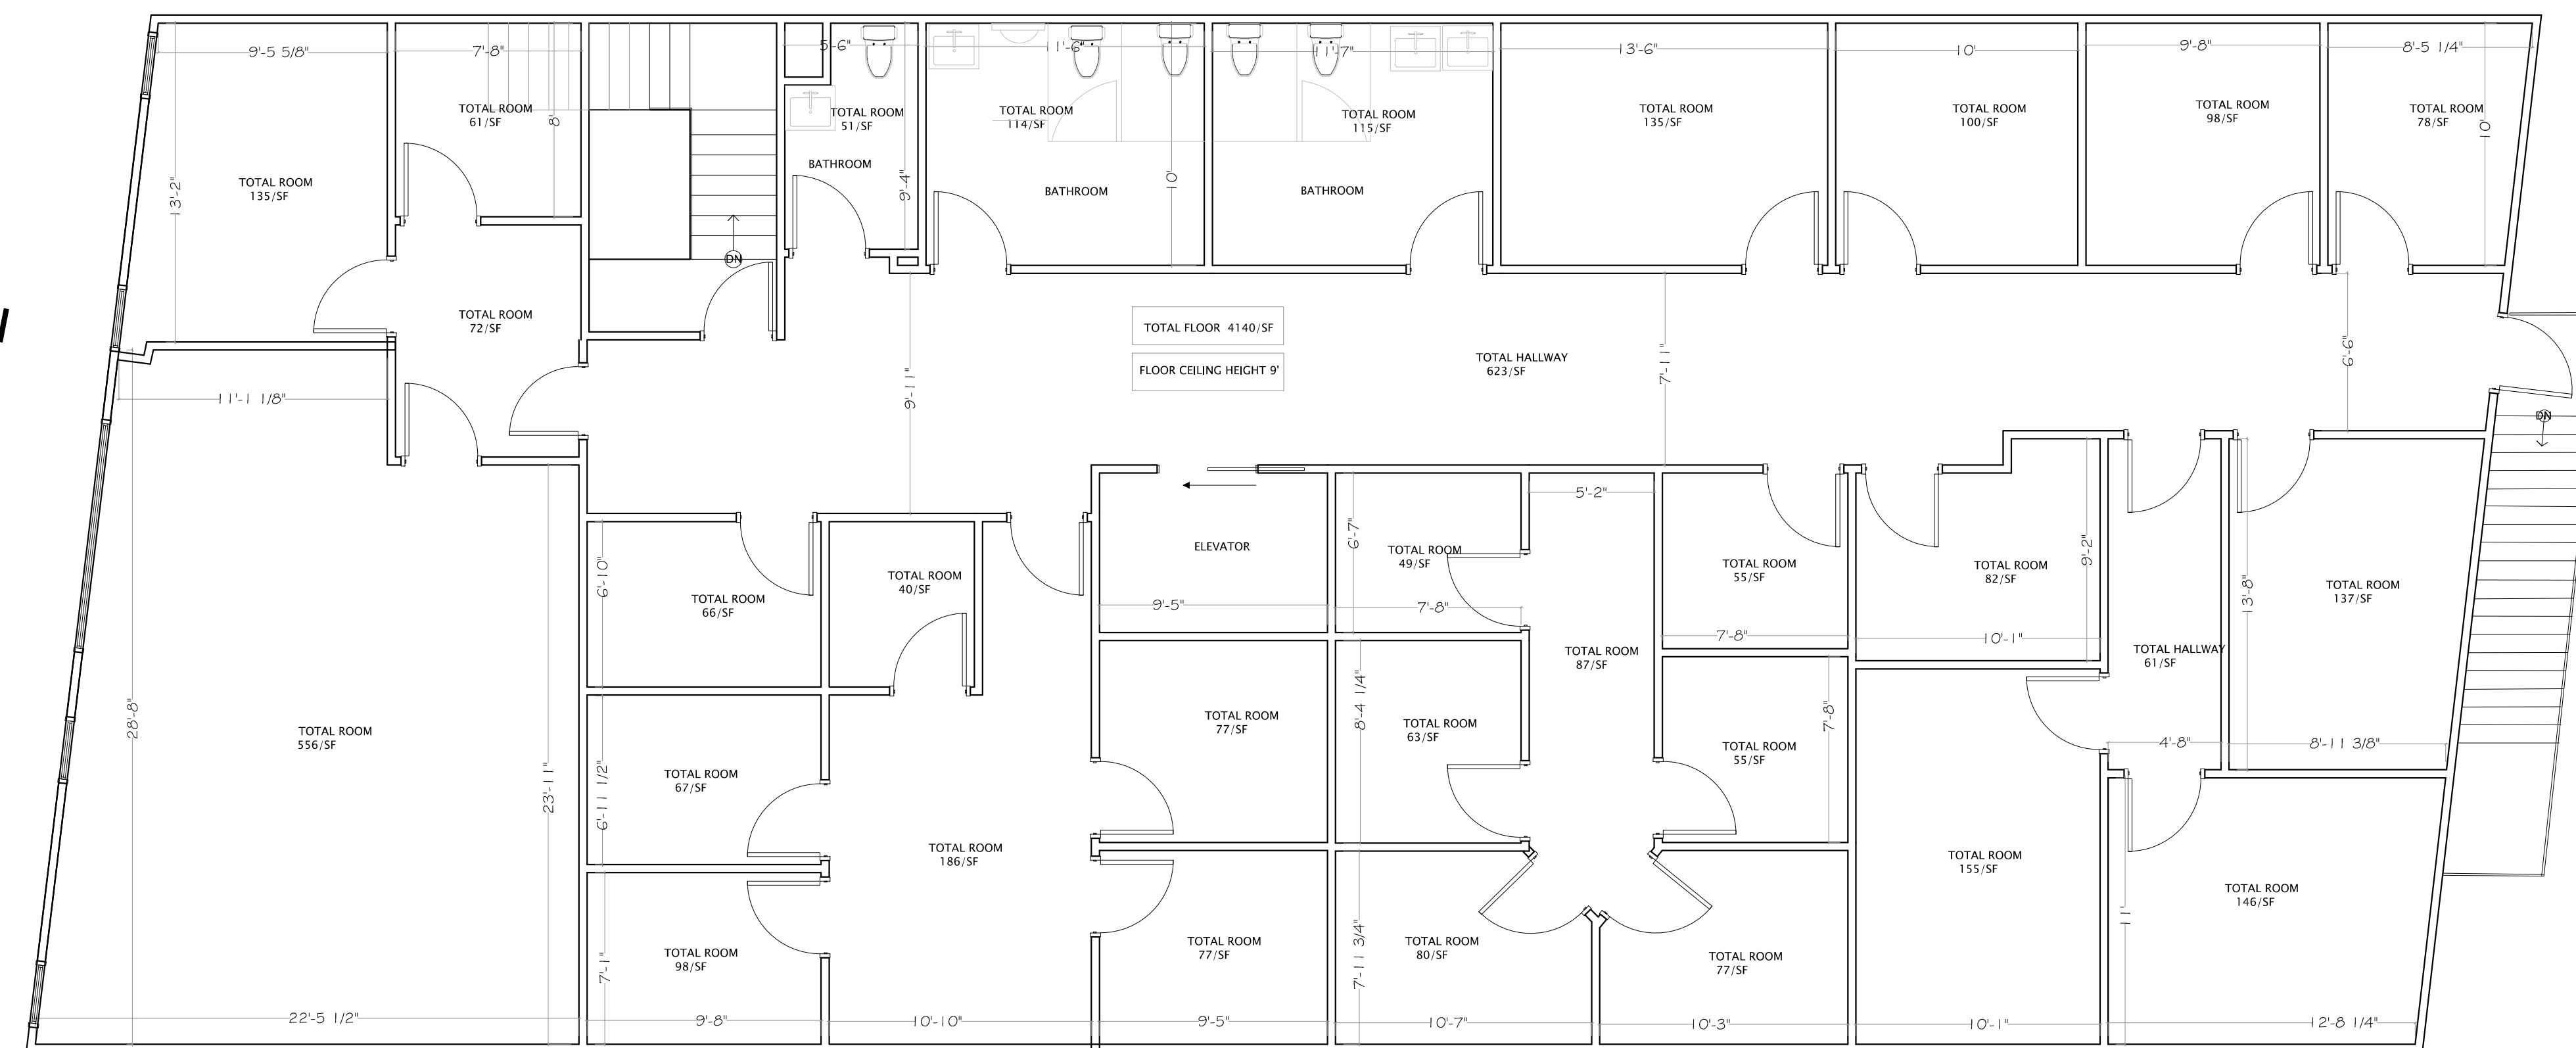 9'-5 5/8"
7'-8"
5'-6"
1'-6"
11'-7"
13'-6"
10'
9'-8"
8'-5 1/4"
TOTAL ROOM
61/SF
8'
TOTAL ROOM
51/SF
TOTAL ROOM
114/SF
TOTAL ROOM
115/SF
TOTAL ROOM
135/SF
TOTAL ROOM
100/SF
TOTAL ROOM
98/SF
TOTAL ROOM
78/SF
10'
BATHROOM
TOTAL ROOM
135/SF
13'-2"
9'-4"
BATHROOM
10'
BATHROOM
DN
TOTAL ROOM
72/SF
TOTAL FLOOR 4140/SF
FLOOR CEILING HEIGHT 9'
TOTAL HALLWAY
623/SF
7'-11"
6'-6"
9'-11"
11'-1 1/8"
DN
5'-2"
ELEVATOR
6'-7"
TOTAL ROOM
49/SF
TOTAL ROOM
55/SF
TOTAL ROOM
82/SF
9'-2"
13'-8"
TOTAL ROOM
137/SF
6'-10"
TOTAL ROOM
66/SF
TOTAL ROOM
40/SF
9'-5"
7'-8"
7'-8"
10'-1"
TOTAL ROOM
87/SF
TOTAL HALLWAY
61/SF
TOTAL ROOM
556/SF
28'-8"
23'-11"
6'-11 1/2"
TOTAL ROOM
67/SF
TOTAL ROOM
77/SF
8'-4 1/4"
TOTAL ROOM
63/SF
TOTAL ROOM
55/SF
7'-8"
4'-8"
8'-11 3/8"
TOTAL ROOM
186/SF
TOTAL ROOM
155/SF
TOTAL ROOM
146/SF
11'
7'-1"
TOTAL ROOM
98/SF
TOTAL ROOM
77/SF
7'-11 3/4"
TOTAL ROOM
80/SF
TOTAL ROOM
77/SF
22'-5 1/2"
9'-8"
10'-10"
9'-5"
10'-7"
10'-3"
10'-1"
12'-8 1/4"